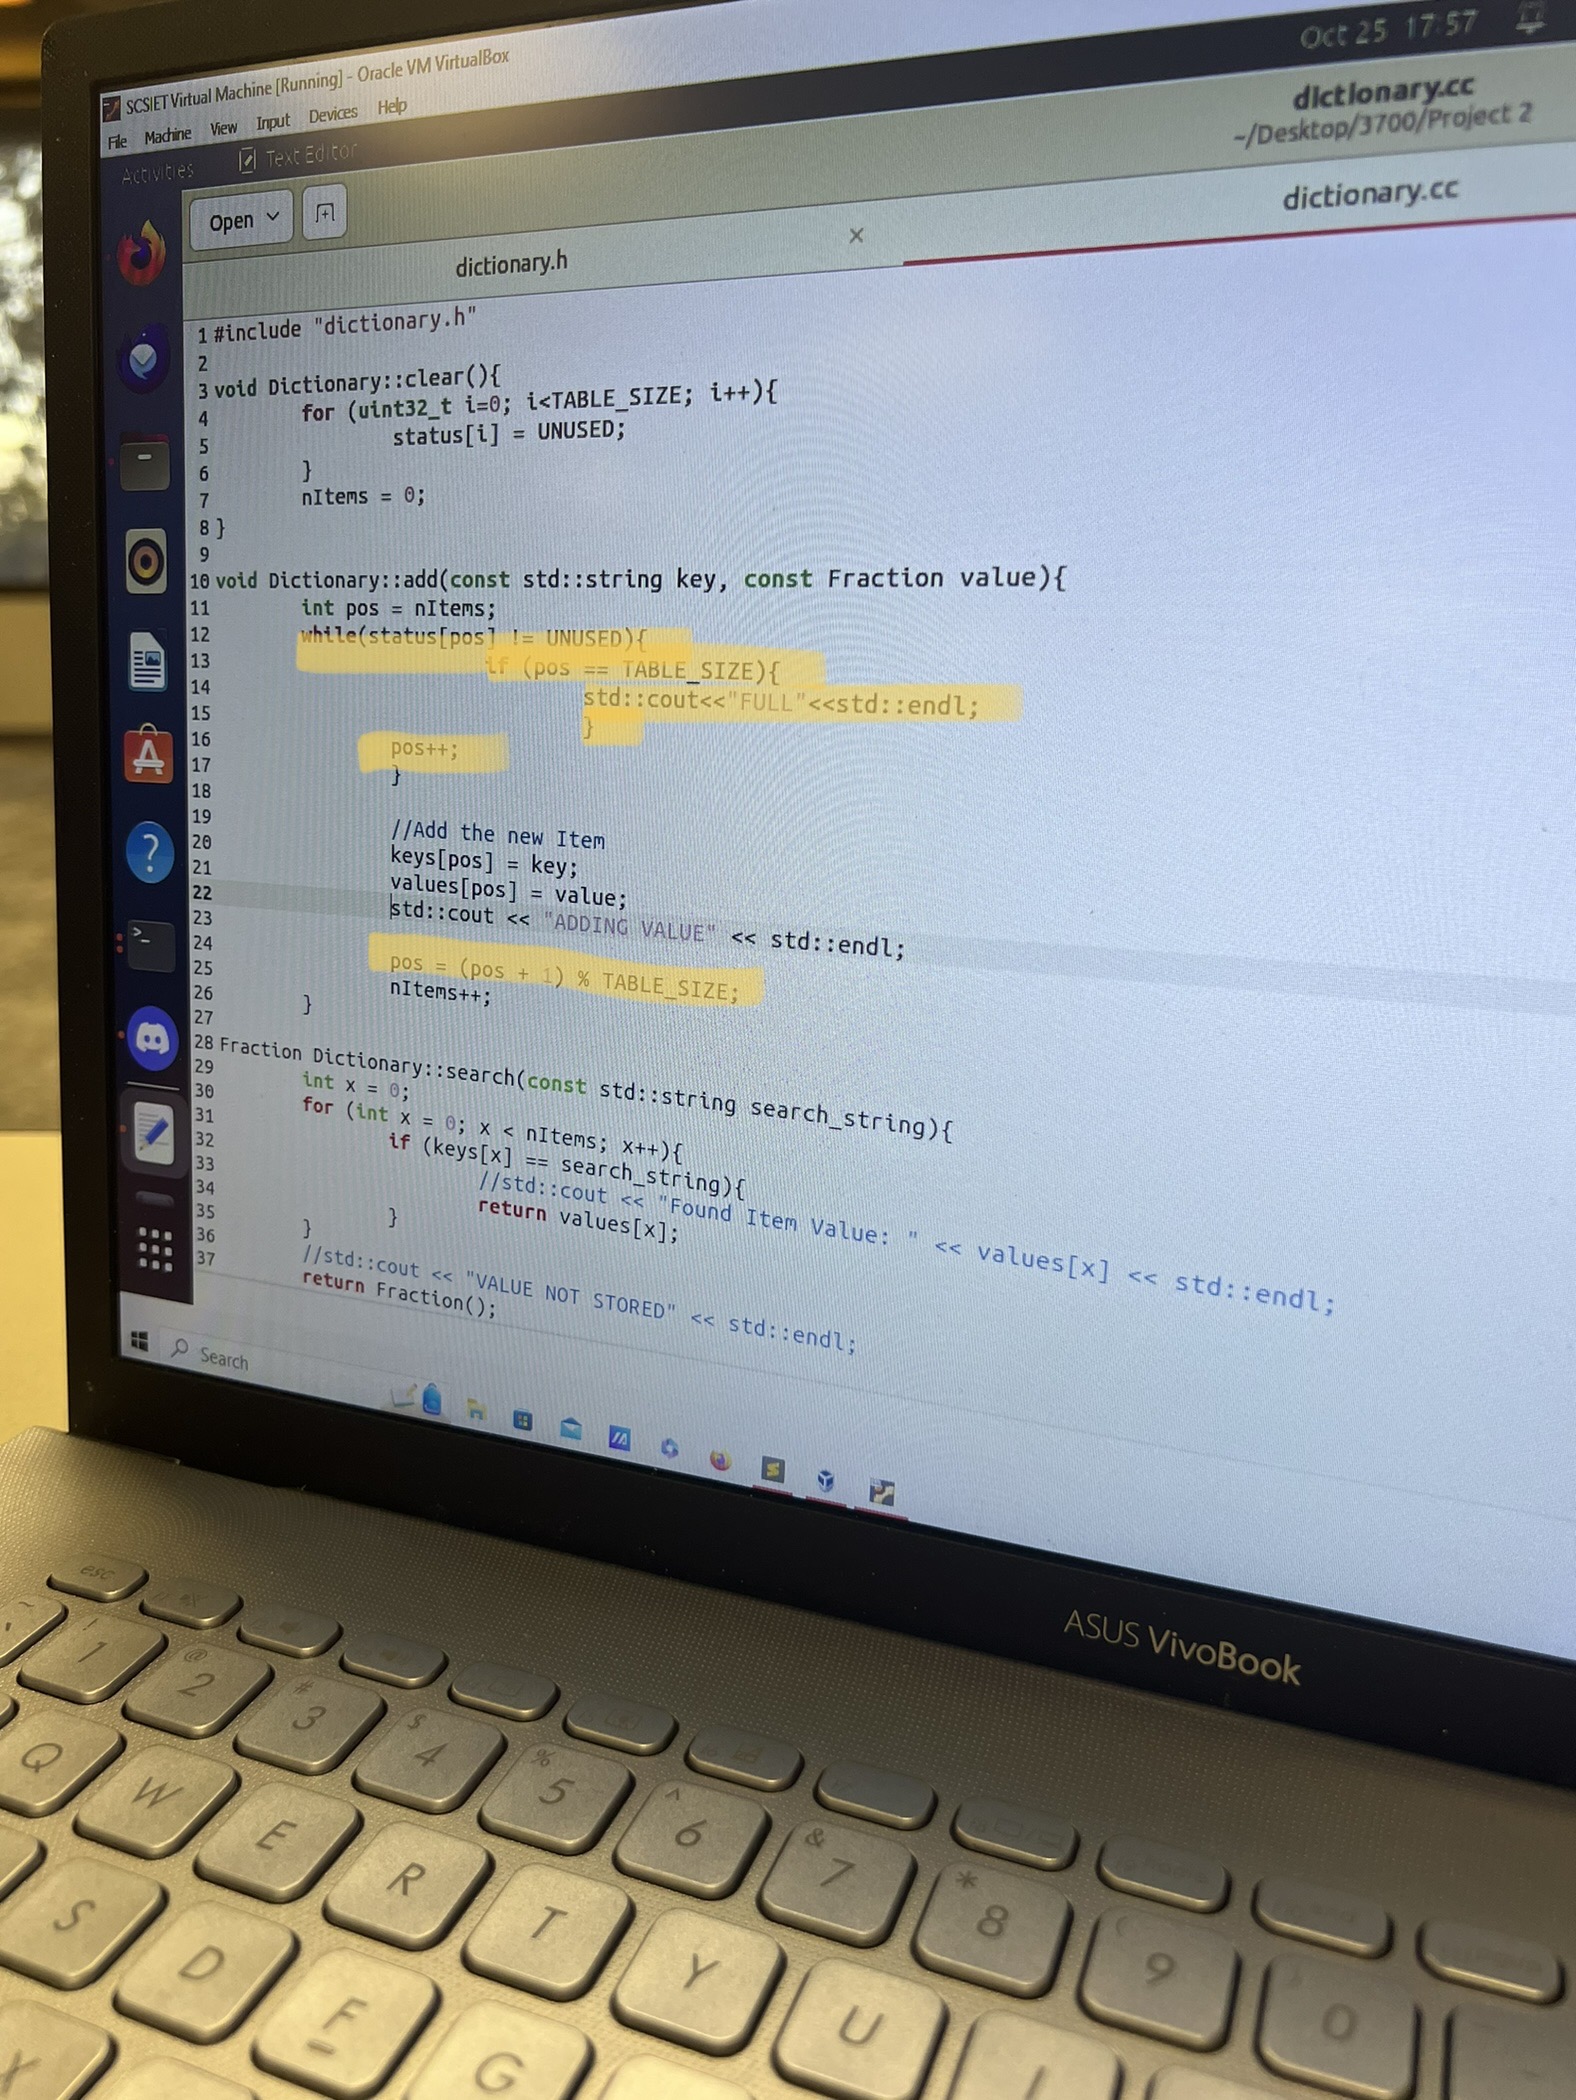 SCSIET Virtual Machine [Running] - Oracle VM VirtualBox
File Machine View Input Devices Help
Activities Text Editor Oct 25 17:57
Open
dictionary.cc
~/Desktop/3700/Project 2
dictionary.h × dictionary.cc
1 #include "dictionary.h"
2
3 void Dictionary::clear(){
4 for (uint32_t i=0; i<TABLE_SIZE; i++){
5 status[i] = UNUSED;
6 }
7 nItems = 0;
8 }
9
10 void Dictionary::add(const std::string key, const Fraction value){
11 int pos = nItems;
12 while(status[pos] != UNUSED){
13 if (pos == TABLE_SIZE){
14 std::cout<<"FULL"<<std::endl;
15 }
16 pos++;
17 }
18
19 //Add the new Item
20 keys[pos] = key;
21 values[pos] = value;
22 std::cout << "ADDING VALUE" << std::endl;
23
24 pos = (pos + 1) % TABLE_SIZE;
25 nItems++;
26 }
27
28 Fraction Dictionary::search(const std::string search_string){
29 int x = 0;
30 for (int x = 0; x < nItems; x++){
31 if (keys[x] == search_string){
32 //std::cout << "Found Item Value: " << values[x] << std::endl;
33 return values[x];
34 }
35 }
36 //std::cout << "VALUE NOT STORED" << std::endl;
37 return Fraction();
Search
ASUS VivoBook
esc
~ ! 1 @ 2 # 3 $ 4 % 5 ^ 6 & 7 * 8 ( 9 ) 0
Q W E R T Y U I
S D F G
X